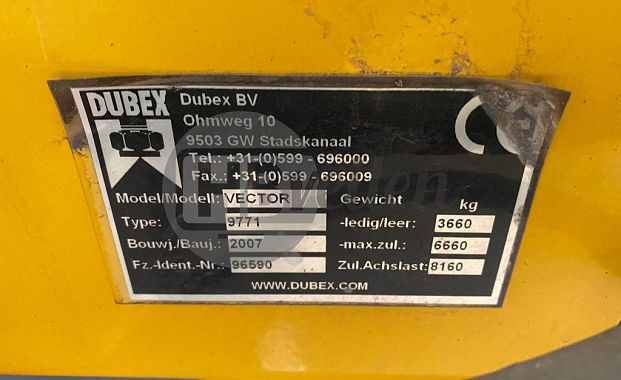 DUBEX
Dubex BV
Ohmweg 10
9503 GW Stadskanaal
Tel.: +31-(0)599 - 696000
Fax.: +31-(0)599 - 696009
Model/Modell: VECTOR Gewicht kg
Type: 9771 -ledig/leer: 3660
Bouwj./Bauj.: 2007 -max.zul.: 6660
Fz.-Ident.-Nr.: 96590 Zul.Achslast: 8160
WWW.DUBEX.COM